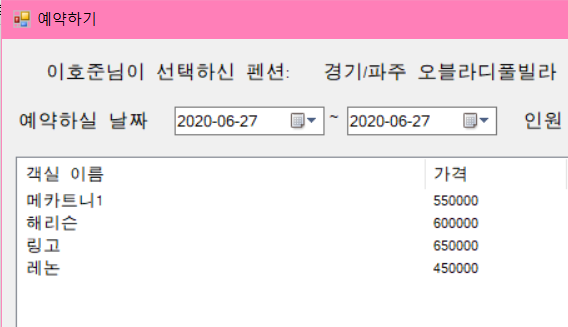 예약하기
이호준님이 선택하신 펜션: 경기/파주 오블라디풀빌라
예약하실 날짜 2020-06-27 ~ 2020-06-27 인원
객실 이름 가격
메카트니1 550000
해리슨 600000
링고 650000
레논 450000